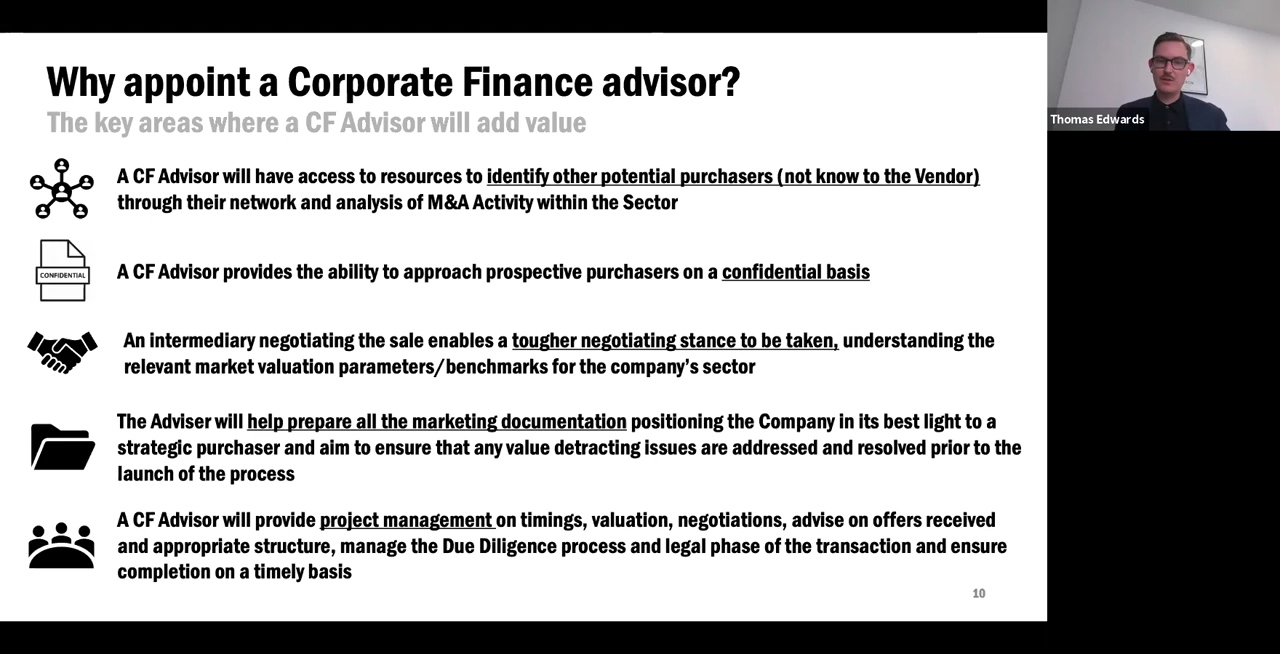 Why appoint a Corporate Finance advisor?
The key areas where a CF Advisor will add value
A CF Advisor will have access to resources to identify other potential purchasers (not know to the Vendor)
through their network and analysis of M&A Activity within the Sector
CONFIDENTIAL
A CF Advisor provides the ability to approach prospective purchasers on a confidential basis
An intermediary negotiating the sale enables a tougher negotiating stance to be taken, understanding the
relevant market valuation parameters/benchmarks for the company’s sector
The Adviser will help prepare all the marketing documentation positioning the Company in its best light to a
strategic purchaser and aim to ensure that any value detracting issues are addressed and resolved prior to the
launch of the process
A CF Advisor will provide project management on timings, valuation, negotiations, advise on offers received
and appropriate structure, manage the Due Diligence process and legal phase of the transaction and ensure
completion on a timely basis
10
Thomas Edwards